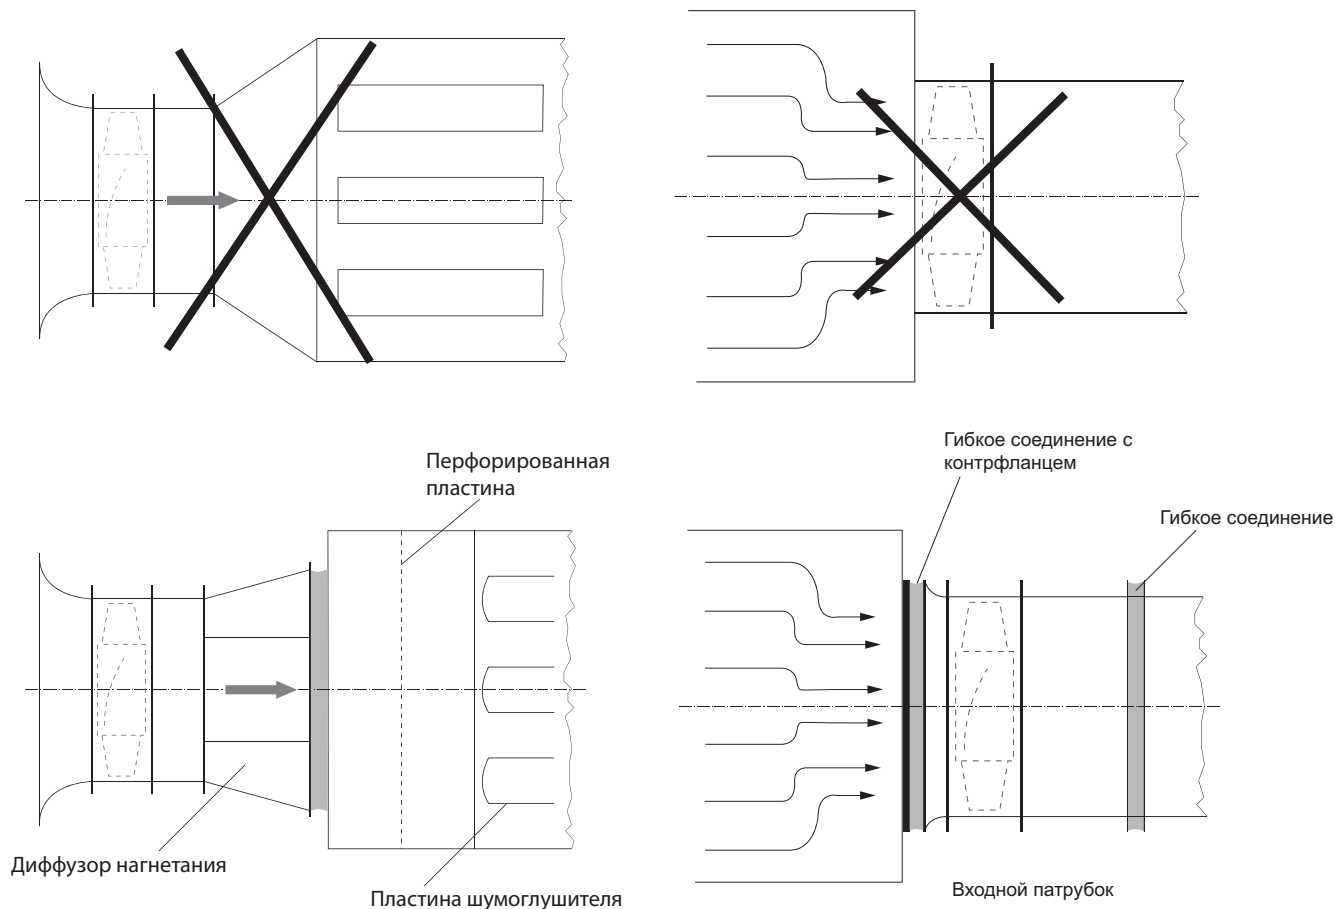 Гибкое соединение с
контрфланцем
Перфорированная
пластина
Гибкое соединение
Диффузор нагнетания
Пластина шумоглушителя
Входной патрубок